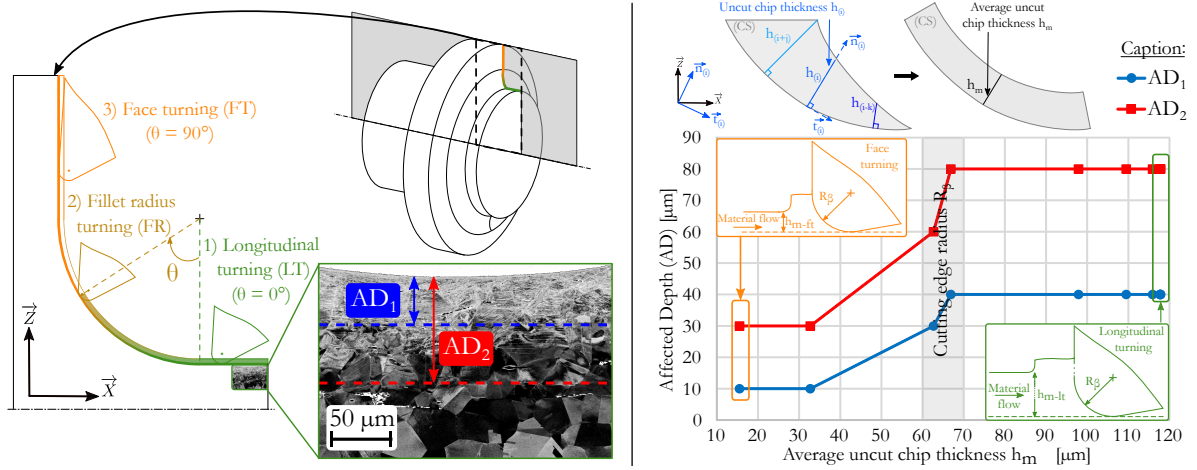 3) Face turning (FT)
(θ = 90°)
2) Fillet radius
turning (FR)
θ
1) Longitudinal
turning (LT)
(θ = 0°)
Z
X
AD1
AD2
50 µm
(CS)
Uncut chip thickness h(i)
h(i+j)
n(i)
h(i)
h(i-k)
t(i)
Z
X
n(i)
t(i)
(CS)
Average uncut
chip thickness hm
hm
Caption:
AD1
AD2
Affected Depth (AD) [µm]
90
80
70
60
50
40
30
20
10
0
Face
turning
Rβ
Material flow
hm-ft
Cutting edge radius Rβ
Longitudinal
turning
Rβ
Material
flow
hm-lt
10 20 30 40 50 60 70 80 90 100 110 120
Average uncut chip thickness hm [µm]